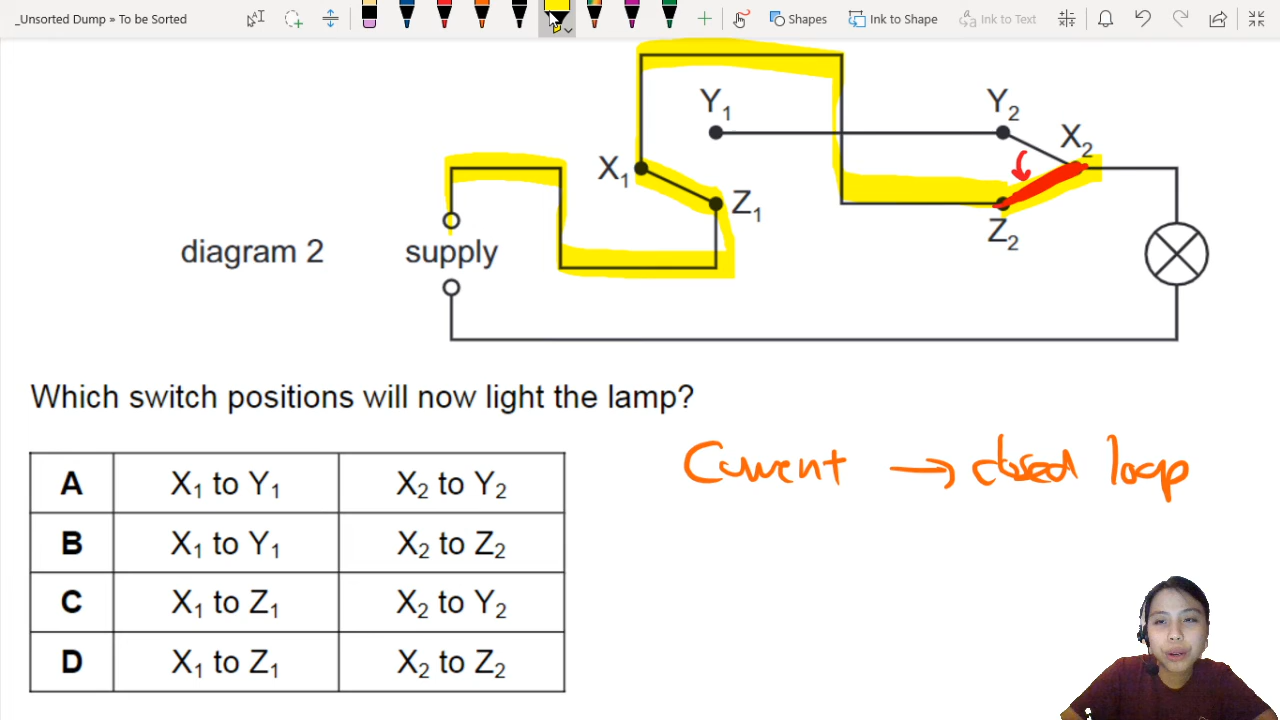 _Unsorted Dump » To be Sorted
Shapes
Ink to Shape
Ink to Text
Y1
Y2
X2
X1
Z1
Z2
diagram 2
supply
Which switch positions will now light the lamp?
Current → closed loop
A X1 to Y1 X2 to Y2
B X1 to Y1 X2 to Z2
C X1 to Z1 X2 to Y2
D X1 to Z1 X2 to Z2